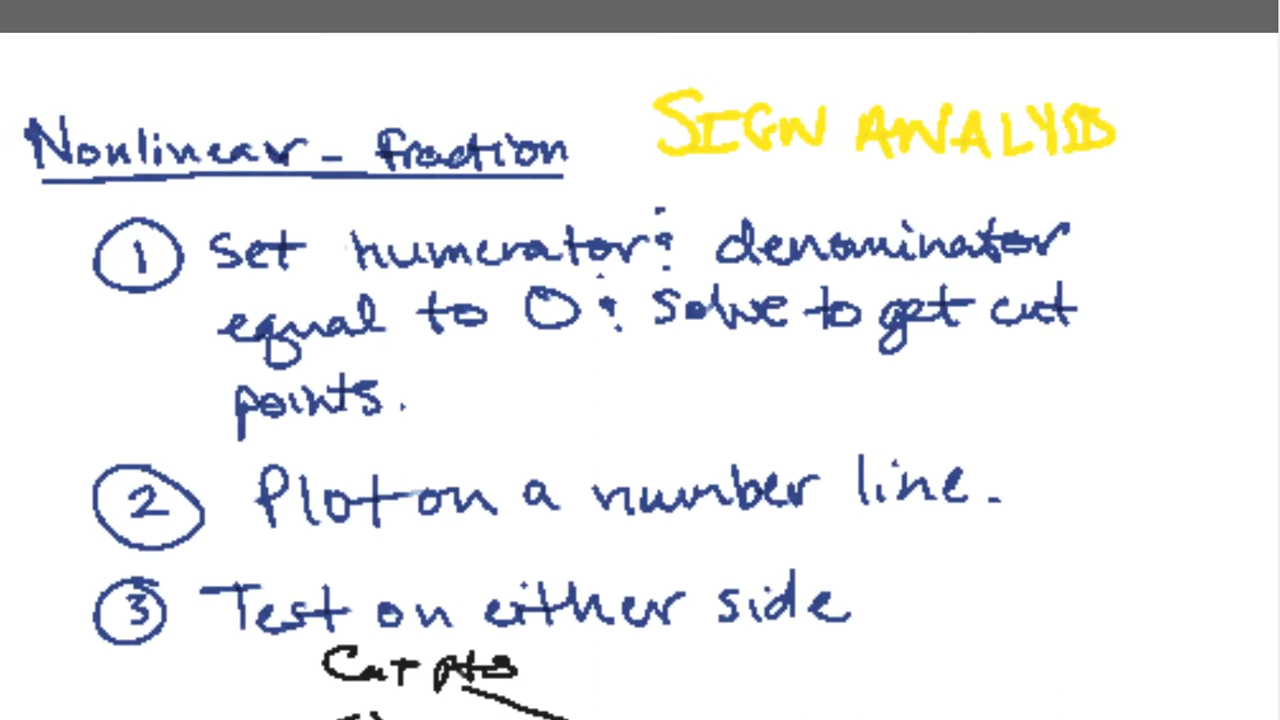 Nonlinear - fraction
SIGN ANALYSIS
① Set numerator & denominator
equal to 0 & solve to get cut
points.
② Plot on a number line.
③ Test on either side
Cut pts